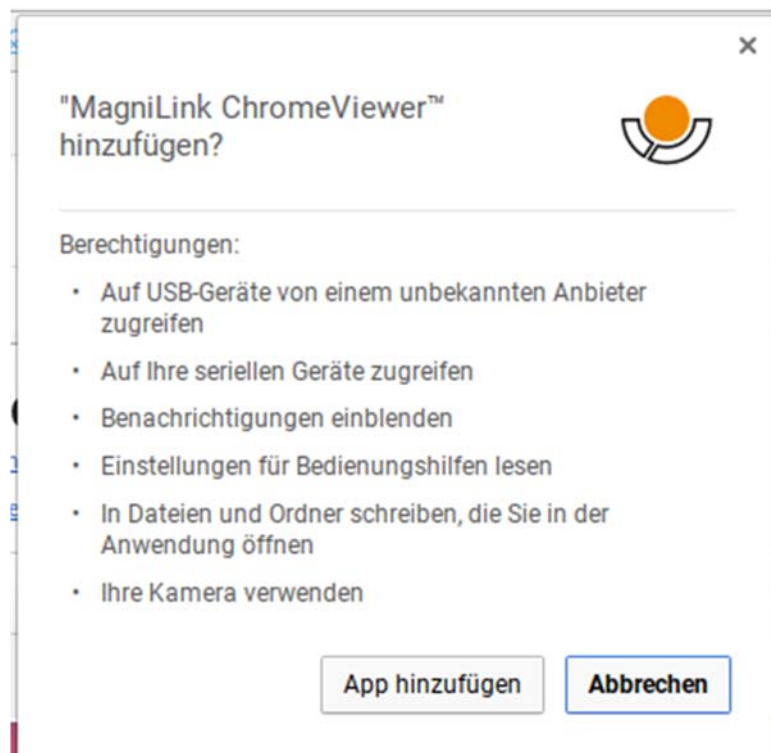 "MagniLink ChromeViewer™
hinzufügen?
Berechtigungen:
• Auf USB-Geräte von einem unbekannten Anbieter
zugreifen
• Auf Ihre seriellen Geräte zugreifen
• Benachrichtigungen einblenden
• Einstellungen für Bedienungshilfen lesen
• In Dateien und Ordner schreiben, die Sie in der
Anwendung öffnen
• Ihre Kamera verwenden
App hinzufügen
Abbrechen